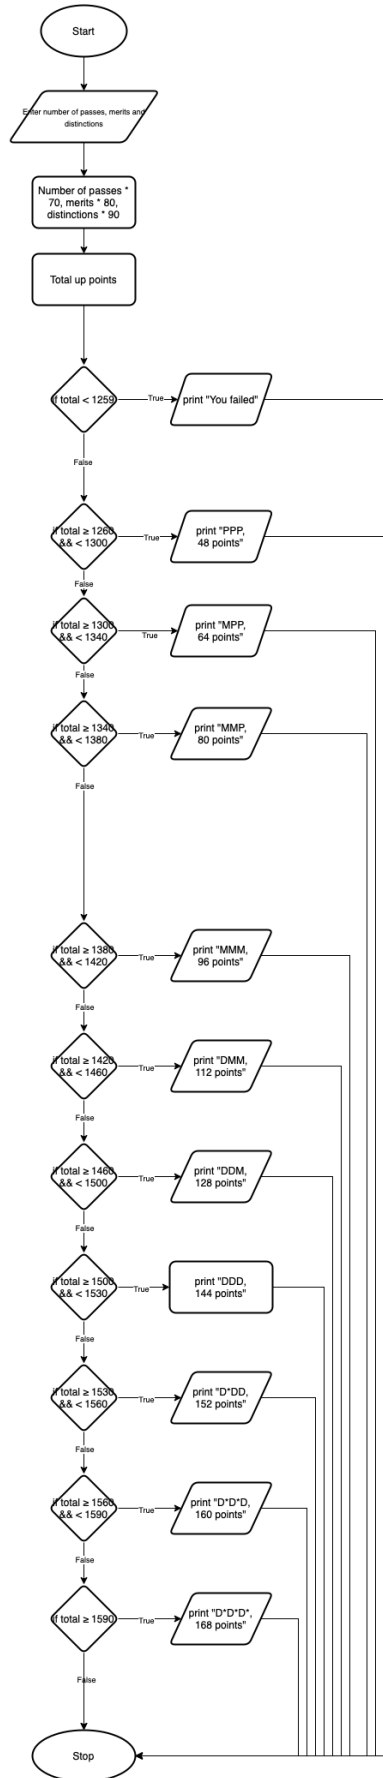 Start
Enter number of passes, merits and
distinctions
Number of passes *
70, merits * 80,
distinctions * 90
Total up points
if total < 1259
True
print "You failed"
False
if total ≥ 1260
&& < 1300
True
print "PPP,
48 points"
False
if total ≥ 1300
&& < 1340
True
print "MPP,
64 points"
False
if total ≥ 1340
&& < 1380
True
print "MMP,
80 points"
False
if total ≥ 1380
&& < 1420
True
print "MMM,
96 points"
False
if total ≥ 1420
&& < 1460
True
print "DMM,
112 points"
False
if total ≥ 1460
&& < 1500
True
print "DDM,
128 points"
False
if total ≥ 1500
&& < 1530
True
print "DDD,
144 points"
False
if total ≥ 1530
&& < 1560
True
print "D*DD,
152 points"
False
if total ≥ 1560
&& < 1590
True
print "D*D*D,
160 points"
False
if total ≥ 1590
True
print "D*D*D*,
168 points"
False
Stop